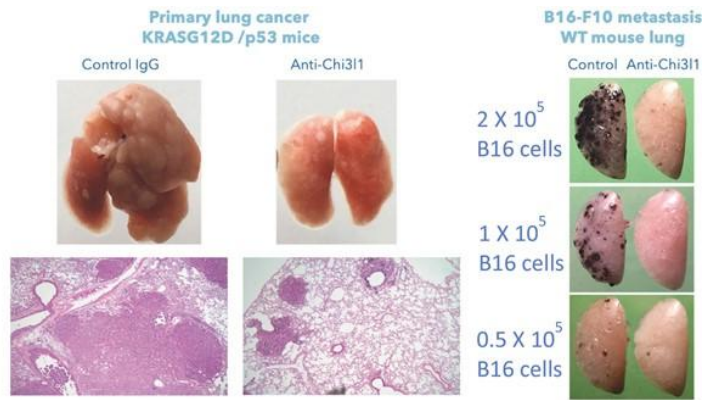 Primary lung cancer
KRASG12D /p53 mice
Control IgG
Anti-Chi3l1
B16-F10 metastasis
WT mouse lung
Control Anti-Chi3l1
2 X 10⁵
B16 cells
1 X 10⁵
B16 cells
0.5 X 10⁵
B16 cells